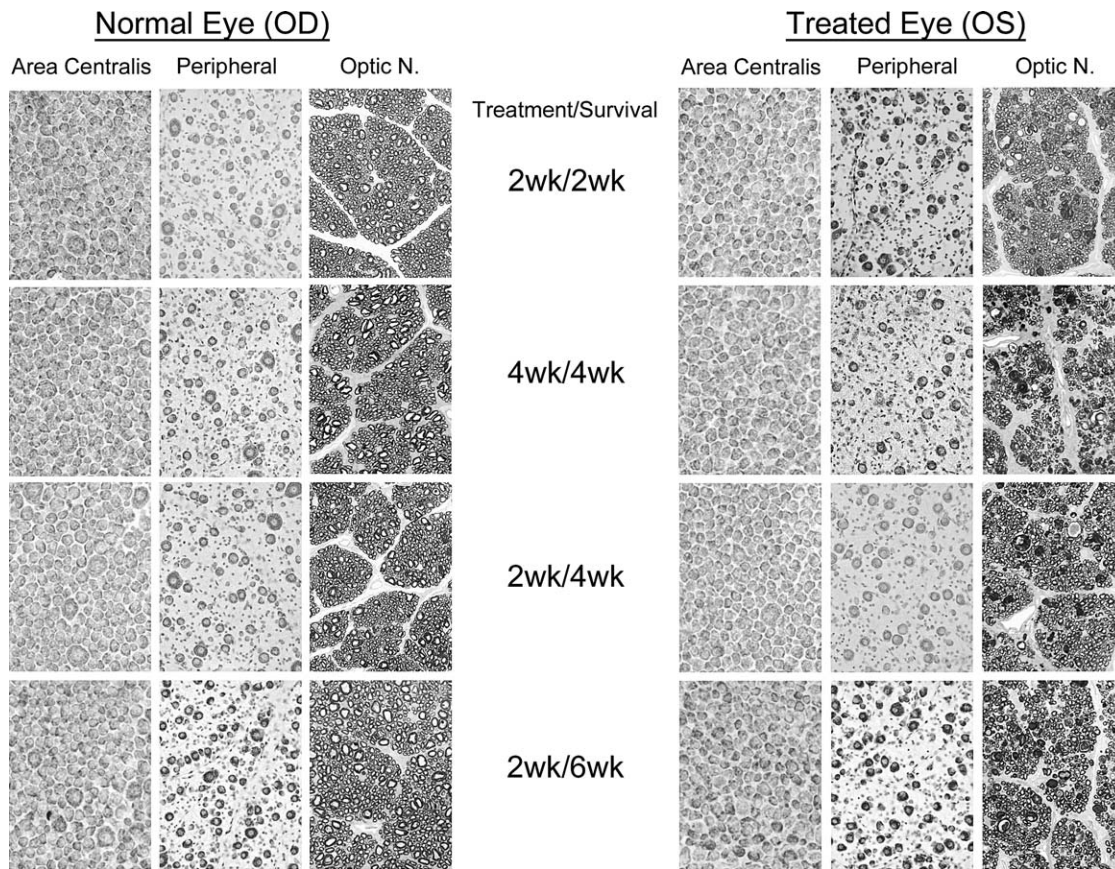 Normal Eye (OD)
Treated Eye (OS)
Area Centralis Peripheral Optic N.
Area Centralis Peripheral Optic N.
Treatment/Survival
2wk/2wk
4wk/4wk
2wk/4wk
2wk/6wk